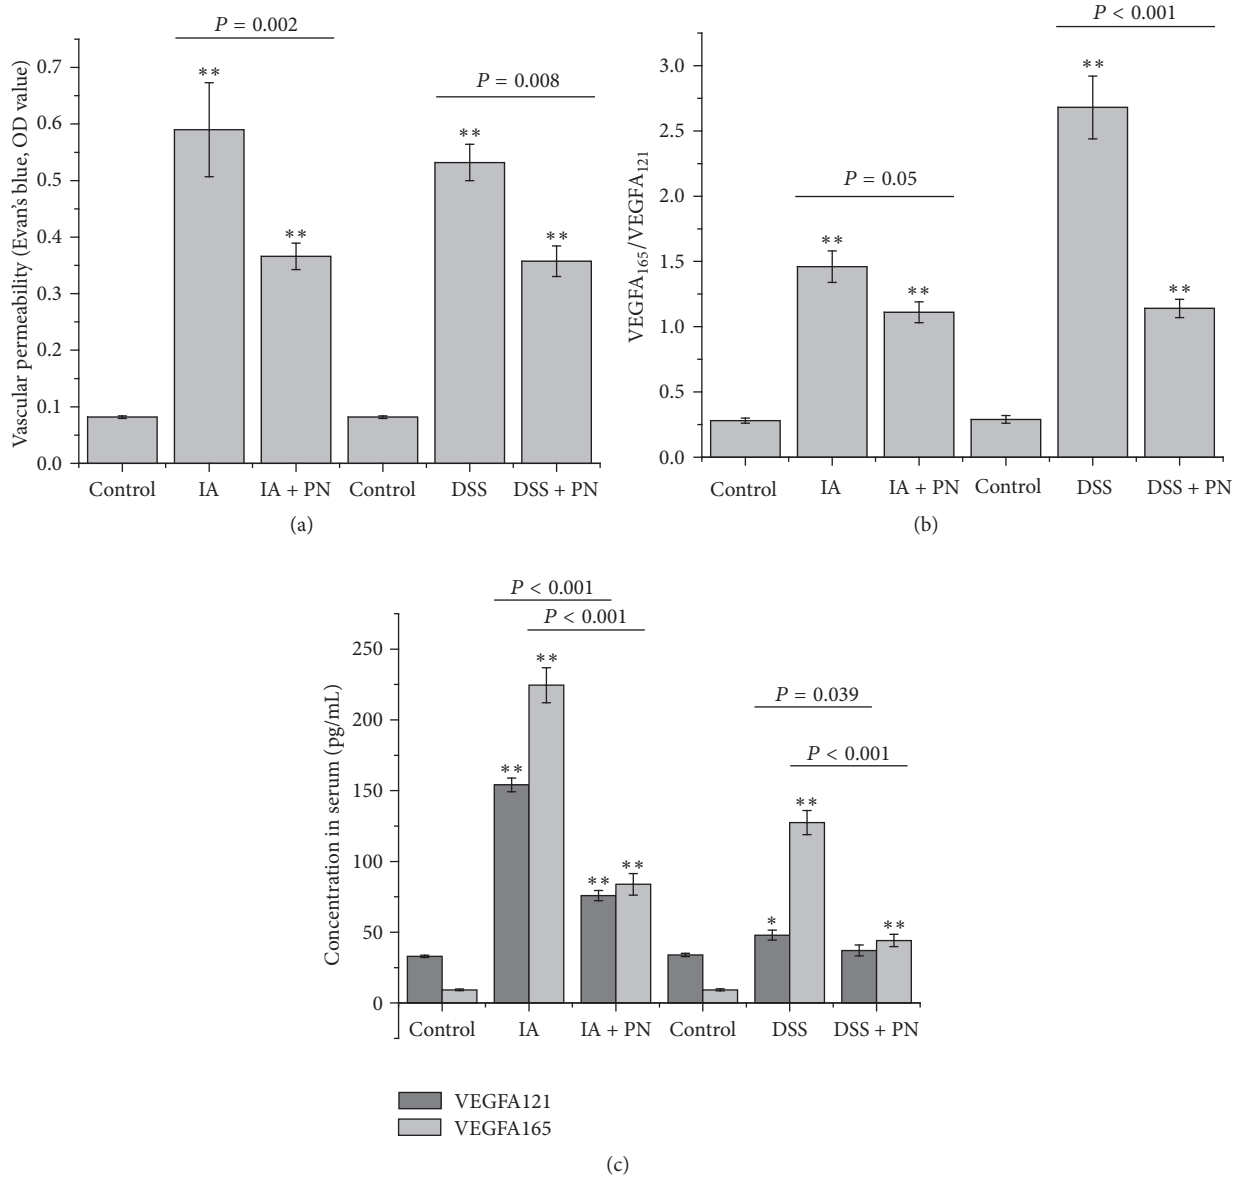 P = 0.002
**
P = 0.008
**
**
**
Vascular permeability (Evan's blue, OD value)
0.7
0.6
0.5
0.4
0.3
0.2
0.1
0.0
Control IA IA + PN Control DSS DSS + PN
(a)
P < 0.001
**
P = 0.05
**
**
**
VEGFA165/VEGFA121
3.0
2.5
2.0
1.5
1.0
0.5
0.0
Control IA IA + PN Control DSS DSS + PN
(b)
P < 0.001
P < 0.001
**
P = 0.039
P < 0.001
**
**
**
**
*
**
Concentration in serum (pg/mL)
250
200
150
100
50
0
Control IA IA + PN Control DSS DSS + PN
VEGFA121
VEGFA165
(c)